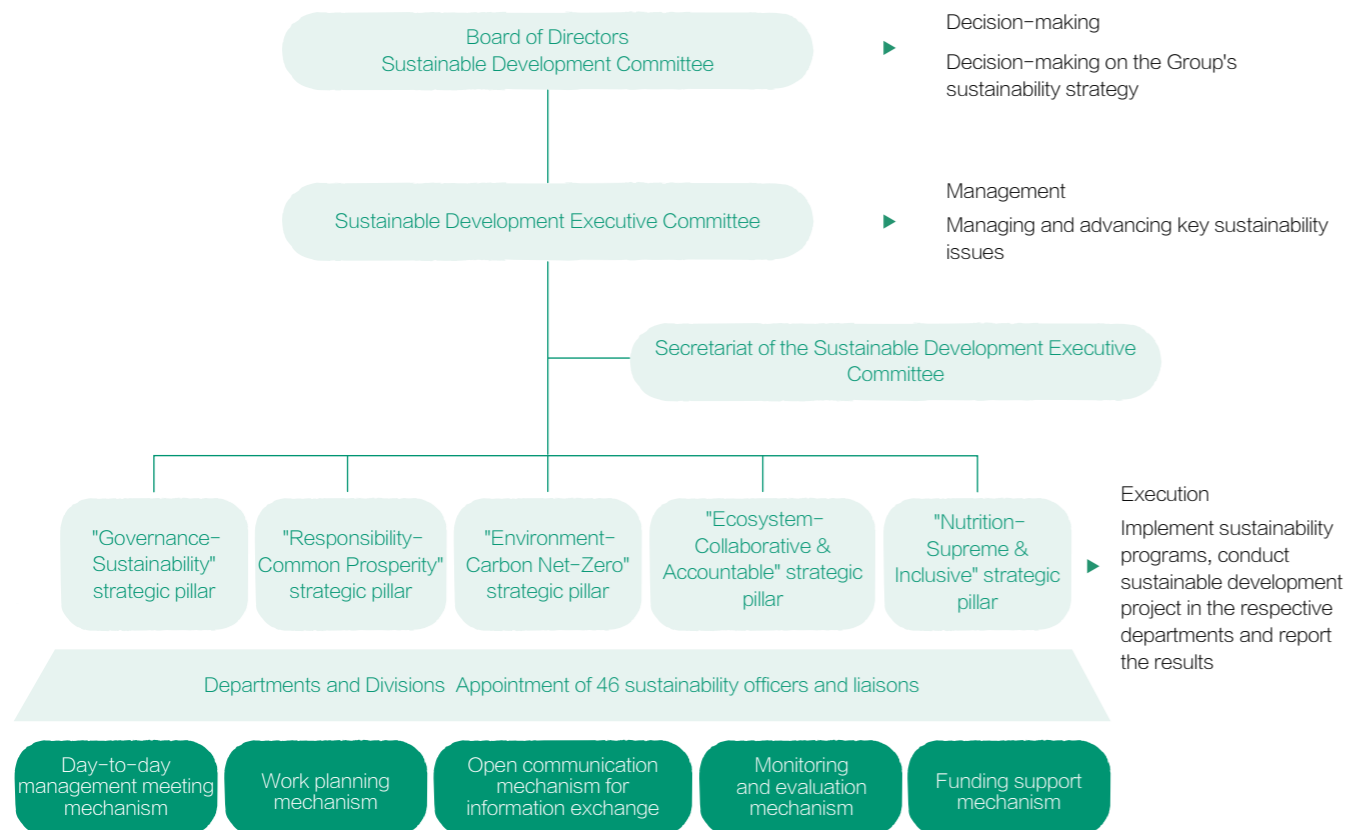 Board of Directors
Sustainable Development Committee
Decision-making
Decision-making on the Group's
sustainability strategy
Sustainable Development Executive Committee
Management
Managing and advancing key sustainability
issues
Secretariat of the Sustainable Development Executive
Committee
"Governance-
Sustainability"
strategic pillar
"Responsibility-
Common Prosperity"
strategic pillar
"Environment-
Carbon Net-Zero"
strategic pillar
"Ecosystem-
Collaborative &
Accountable" strategic
pillar
"Nutrition-
Supreme &
Inclusive" strategic
pillar
Execution
Implement sustainability
programs, conduct
sustainable development
project in the respective
departments and report
the results
Departments and Divisions Appointment of 46 sustainability officers and liaisons
Day-to-day
management meeting
mechanism
Work planning
mechanism
Open communication
mechanism for
information exchange
Monitoring
and evaluation
mechanism
Funding support
mechanism